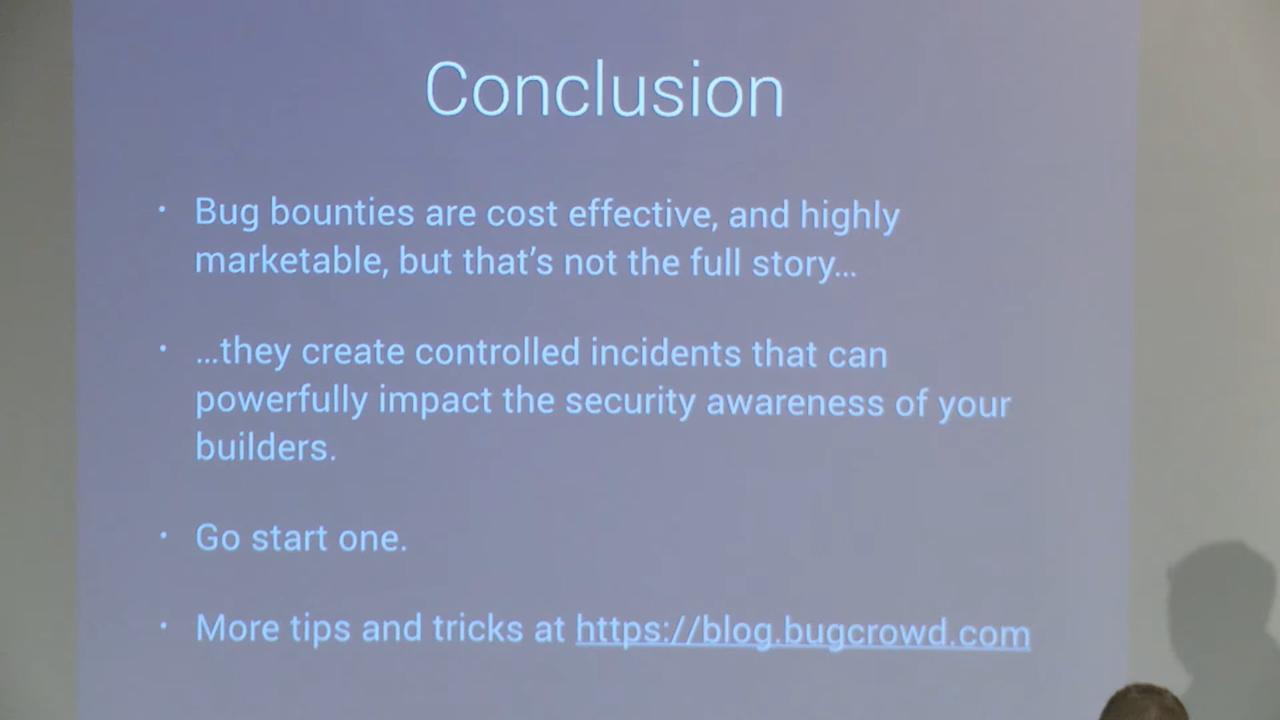 Conclusion
· Bug bounties are cost effective, and highly
marketable, but that’s not the full story…
· …they create controlled incidents that can
powerfully impact the security awareness of your
builders.
· Go start one.
· More tips and tricks at https://blog.bugcrowd.com